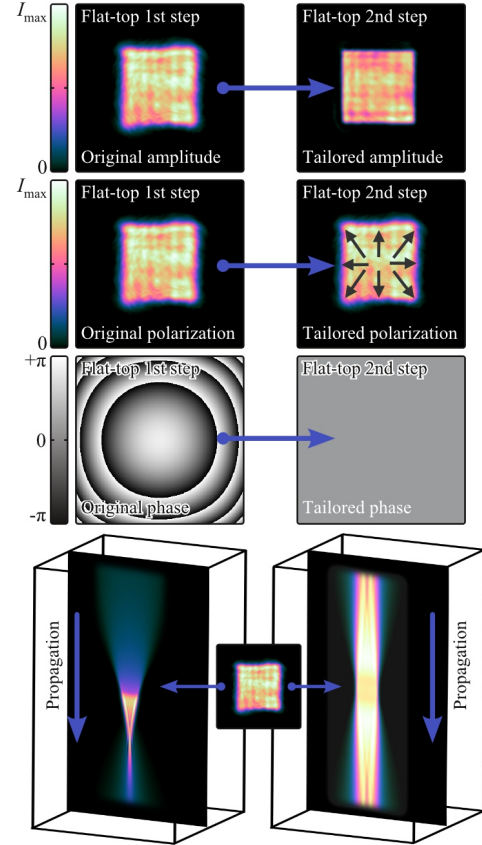 Imax
Flat-top 1st step
Flat-top 2nd step
0
Original amplitude
Tailored amplitude
Imax
Flat-top 1st step
Flat-top 2nd step
0
Original polarization
Tailored polarization
+π
Flat-top 1st step
Flat-top 2nd step
0
-π
Original phase
Tailored phase
Propagation
Propagation